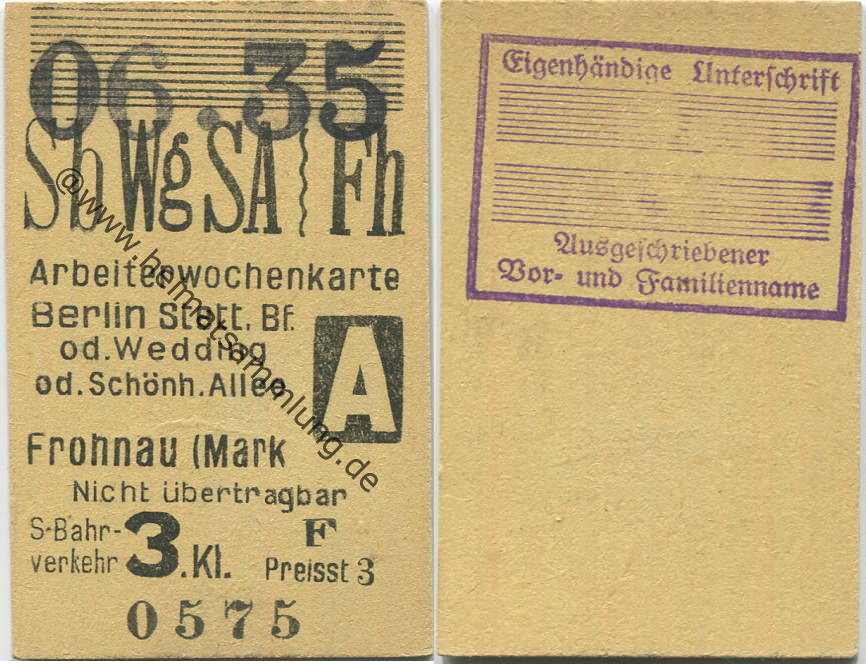 06.35
Sb Wg SA Fh
Arbeiterwochenkarte
Berlin Stett. Bf.
od. Wedding
od. Schönh. Allee
A
Frohnau (Mark
Nicht übertragbar
S-Bahn-
verkehr 3. Kl.
F
Preisst 3
0575
@www.heimatsammlung.de
Eigenhändige Unterschrift
Ausgeschriebener
Vor- und Familienname